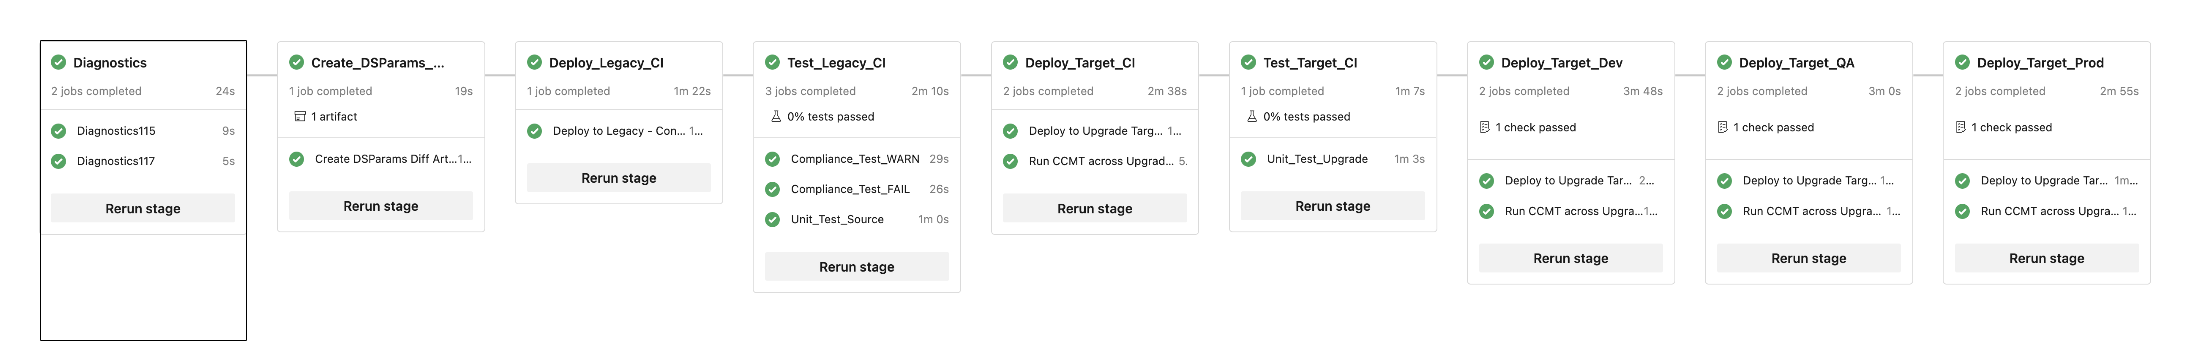 Diagnostics
2 jobs completed 24s
Diagnostics115 9s
Diagnostics117 5s
Rerun stage
Create_DSParams_...
1 job completed 19s
1 artifact
Create DSParams Diff Art...1...
Rerun stage
Deploy_Legacy_CI
1 job completed 1m 22s
Deploy to Legacy - Con... 1...
Rerun stage
Test_Legacy_CI
3 jobs completed 2m 10s
0% tests passed
Compliance_Test_WARN 29s
Compliance_Test_FAIL 26s
Unit_Test_Source 1m 0s
Rerun stage
Deploy_Target_CI
2 jobs completed 2m 38s
Deploy to Upgrade Targ... 1...
Run CCMT across Upgrad... 5.
Rerun stage
Test_Target_CI
1 job completed 1m 7s
0% tests passed
Unit_Test_Upgrade 1m 3s
Rerun stage
Deploy_Target_Dev
2 jobs completed 3m 48s
1 check passed
Deploy to Upgrade Tar... 2...
Run CCMT across Upgra...1...
Rerun stage
Deploy_Target_QA
2 jobs completed 3m 0s
1 check passed
Deploy to Upgrade Targ... 1...
Run CCMT across Upgra... 1...
Rerun stage
Deploy_Target_Prod
2 jobs completed 2m 55s
1 check passed
Deploy to Upgrade Tar... 1m...
Run CCMT across Upgra... 1...
Rerun stage